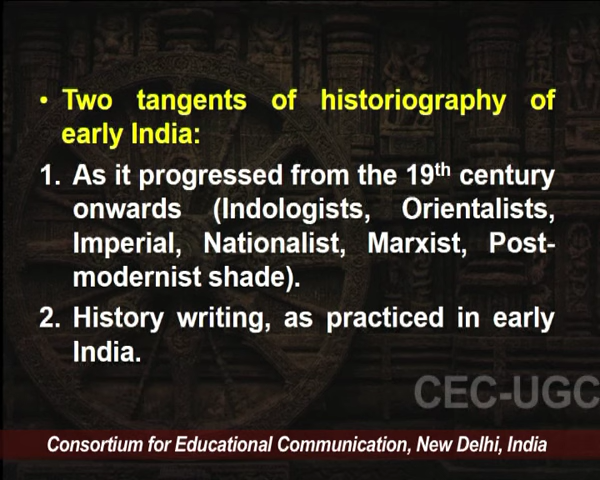 • Two tangents of historiography of
early India:
1. As it progressed from the 19th century
onwards (Indologists, Orientalists,
Imperial, Nationalist, Marxist, Post-
modernist shade).
2. History writing, as practiced in early
India.
CEC-UGC
Consortium for Educational Communication, New Delhi, India